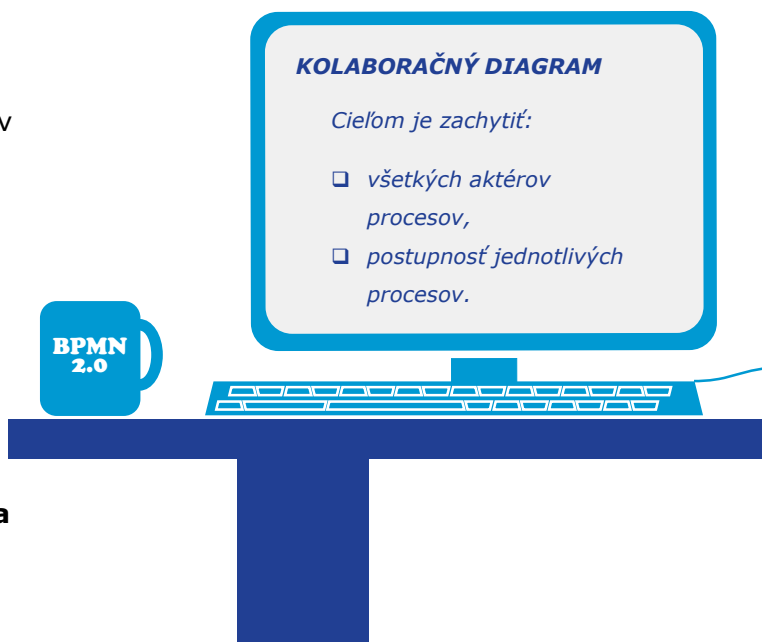 KOLABORAČNÝ DIAGRAM
Cieľom je zachytiť:
v
❑ všetkých aktérov
procesov,
❑ postupnosť jednotlivých
procesov.
BPMN
2.0
a